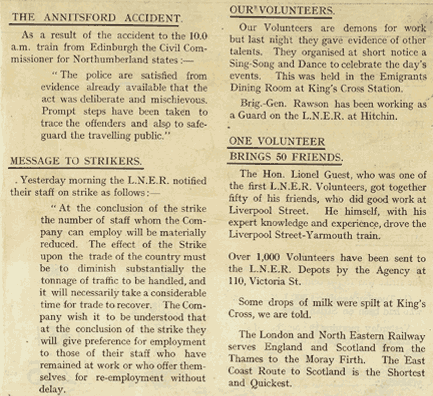 THE ANNITSFORD ACCIDENT.
As a result of the accident to the 10.0
a.m. train from Edinburgh the Civil Com-
missioner for Northumberland states :—
" The police are satisfied from
evidence already available that the
act was deliberate and mischievous.
Prompt steps have been taken to
trace the offenders and also to safe-
guard the travelling public."
MESSAGE TO STRIKERS.
Yesterday morning the L.N.E.R. notified
their staff on strike as follows :—
" At the conclusion of the strike
the number of staff whom the Com-
pany can employ will be materially
reduced. The effect of the Strike
upon the trade of the country must
be to diminish substantially the
tonnage of traffic to be handled, and
it will necessarily take a considerable
time for trade to recover. The Com-
pany wish it to be understood that
at the conclusion of the strike they
will give preference for employment
to those of their staff who have
remained at work or who offer them-
selves for re-employment without
delay.
OUR VOLUNTEERS.
Our Volunteers are demons for work
but last night they gave evidence of other
talents. They organised at short notice a
Sing-Song and Dance to celebrate the day's
events. This was held in the Emigrants
Dining Room at King's Cross Station.
Brig.-Gen. Rawson has been working as
a Guard on the L.N.E.R. at Hitchin.
ONE VOLUNTEER
BRINGS 50 FRIENDS.
The Hon. Lionel Guest, who was one of
the first L.N.E.R. Volunteers, got together
fifty of his friends, who did good work at
Liverpool Street. He himself, with his
expert knowledge and experience, drove the
Liverpool Street-Yarmouth train.
Over 1,000 Volunteers have been sent to
the L.N.E.R. Depots by the Agency at
110, Victoria St.
Some drops of milk were spilt at King's
Cross, we are told.
The London and North Eastern Railway
serves England and Scotland from the
Thames to the Moray Firth. The East
Coast Route to Scotland is the Shortest
and Quickest.